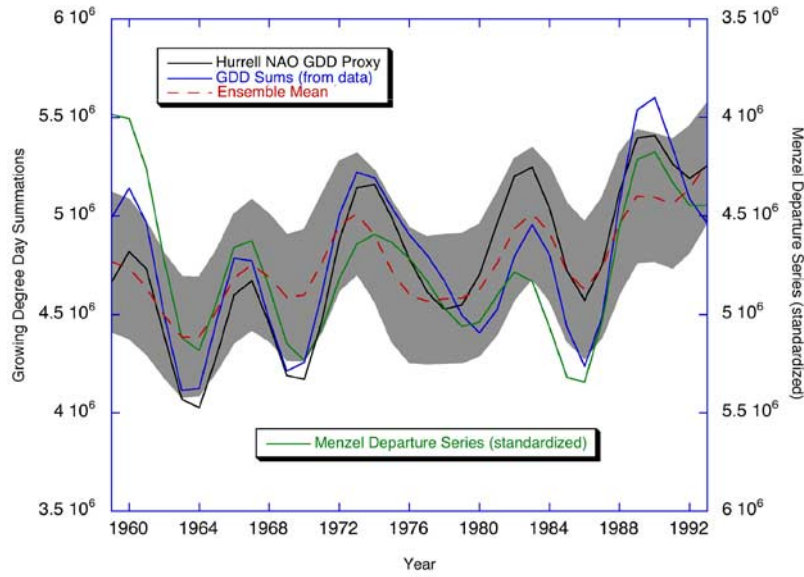 6 10⁶
5.5 10⁶
5 10⁶
4.5 10⁶
4 10⁶
3.5 10⁶
Growing Degree Day Summations
Hurrell NAO GDD Proxy
GDD Sums (from data)
Ensemble Mean
Menzel Departure Series (standardized)
3.5 10⁶
4 10⁶
4.5 10⁶
5 10⁶
5.5 10⁶
6 10⁶
Menzel Departure Series (standardized)
1960 1964 1968 1972 1976 1980 1984 1988 1992
Year